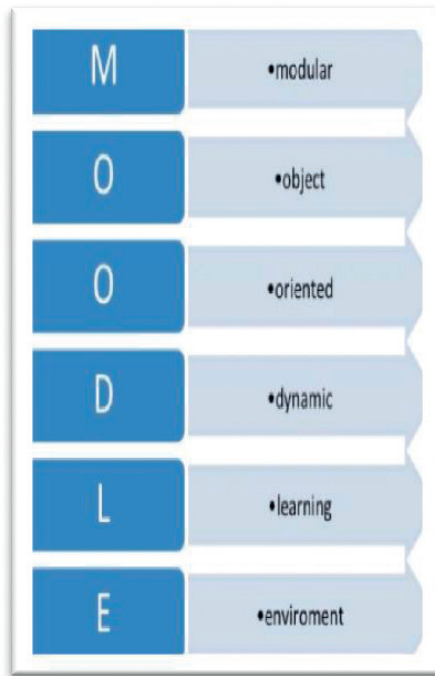 M •modular
O •object
O •oriented
D •dynamic
L •learning
E •enviroment